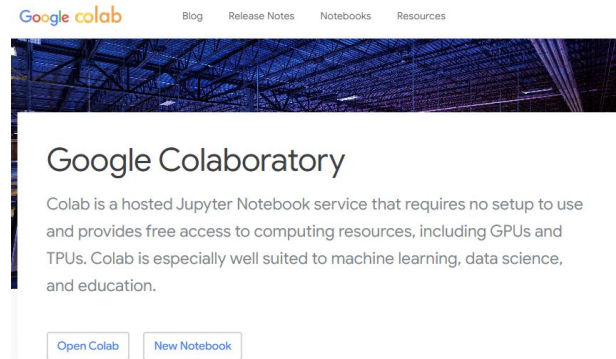 Google colab
Blog Release Notes Notebooks Resources
Google Colaboratory
Colab is a hosted Jupyter Notebook service that requires no setup to use
and provides free access to computing resources, including GPUs and
TPUs. Colab is especially well suited to machine learning, data science,
and education.
Open Colab New Notebook